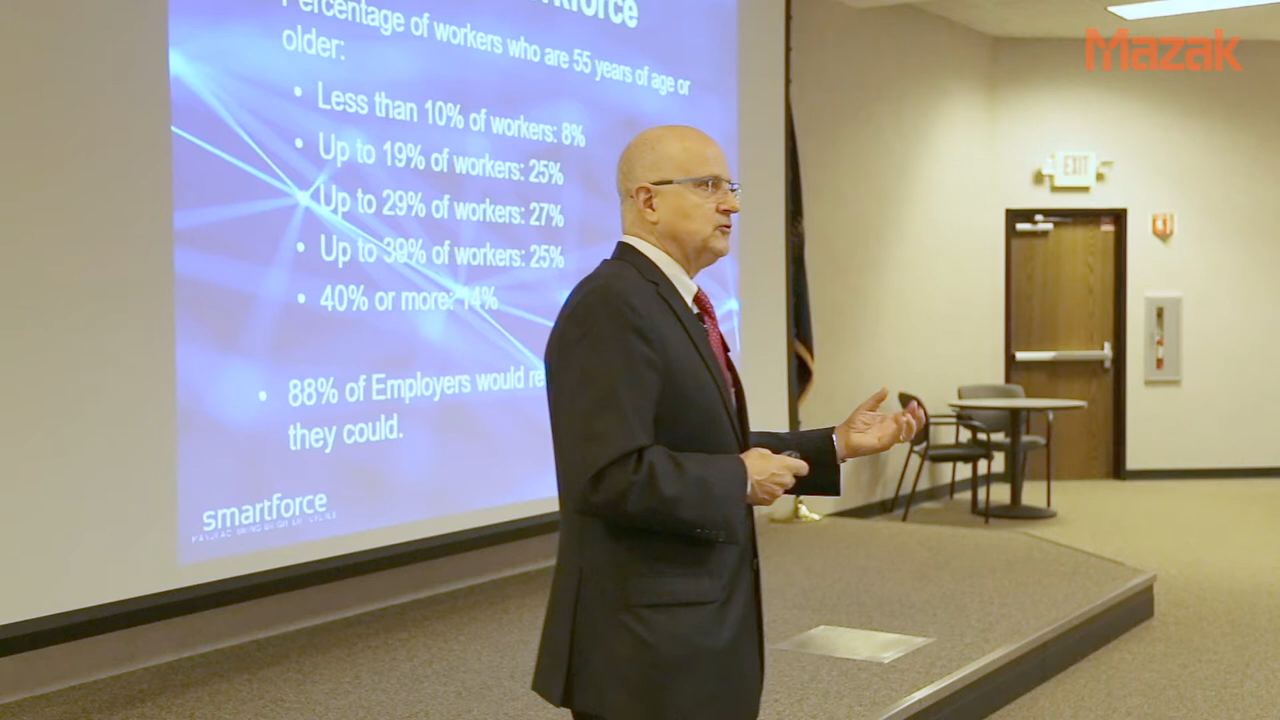 Mazak
Percentage of workers who are 55 years of age or
older:
• Less than 10% of workers: 8%
• Up to 19% of workers: 25%
• Up to 29% of workers: 27%
• Up to 39% of workers: 25%
• 40% or more: 14%
• 88% of Employers would
they could.
smartforce
EXIT